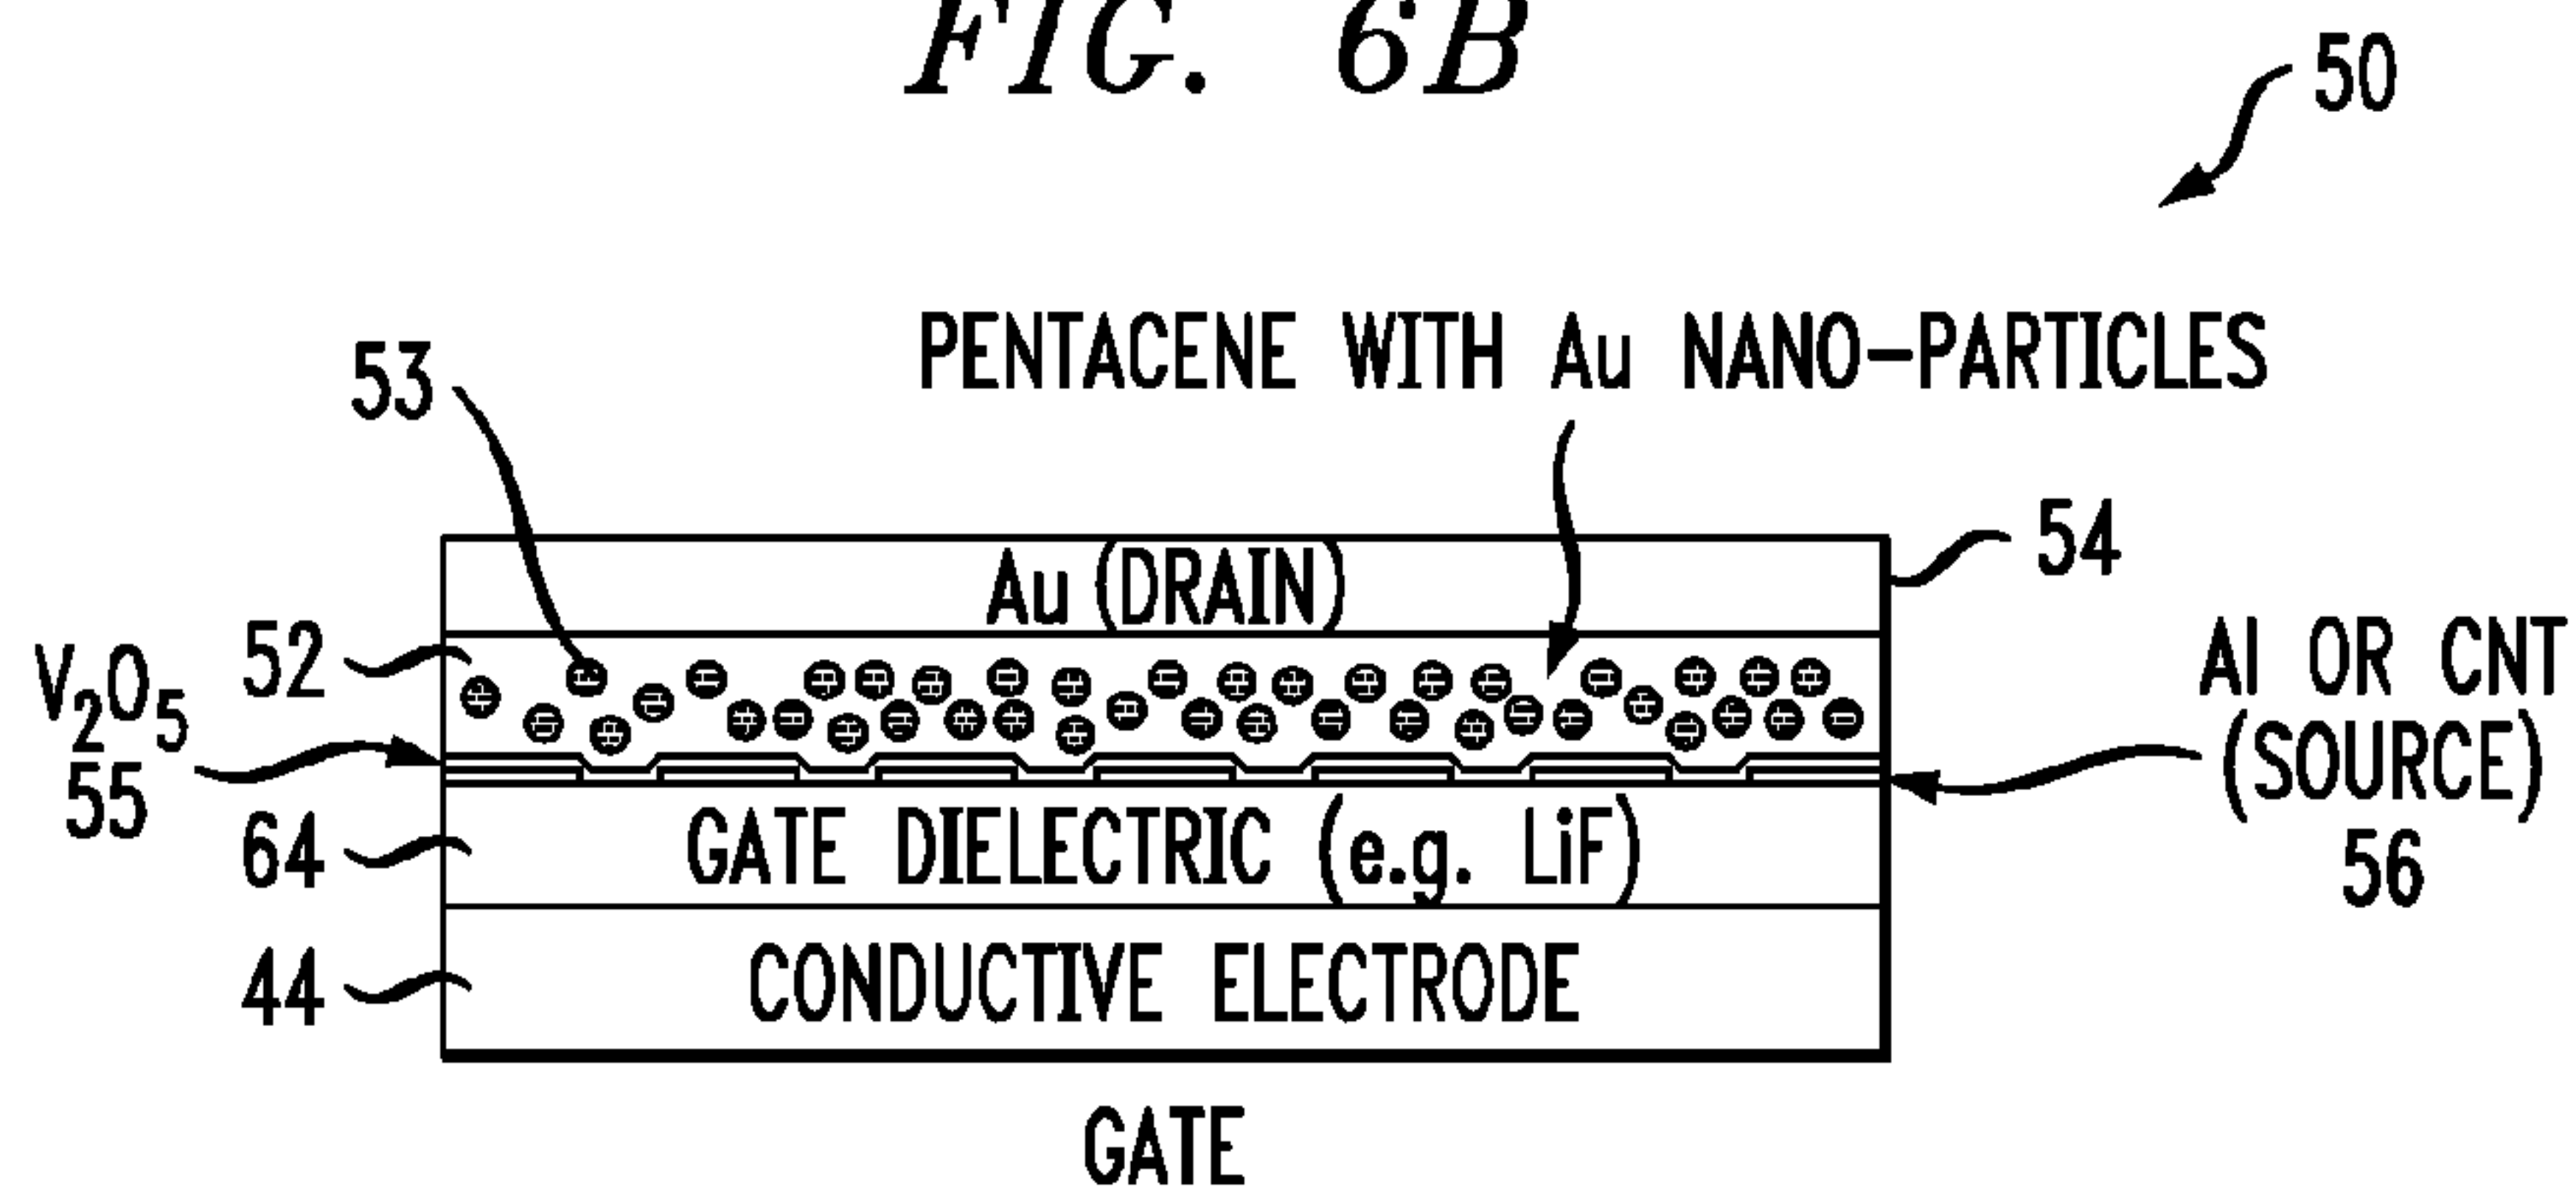 FIG. 6B
50
PENTACENE WITH Au NANO-PARTICLES
53
54
Au (DRAIN)
52
V2O5
55
Al OR CNT
(SOURCE)
56
64
GATE DIELECTRIC (e.g. LiF)
44
CONDUCTIVE ELECTRODE
GATE